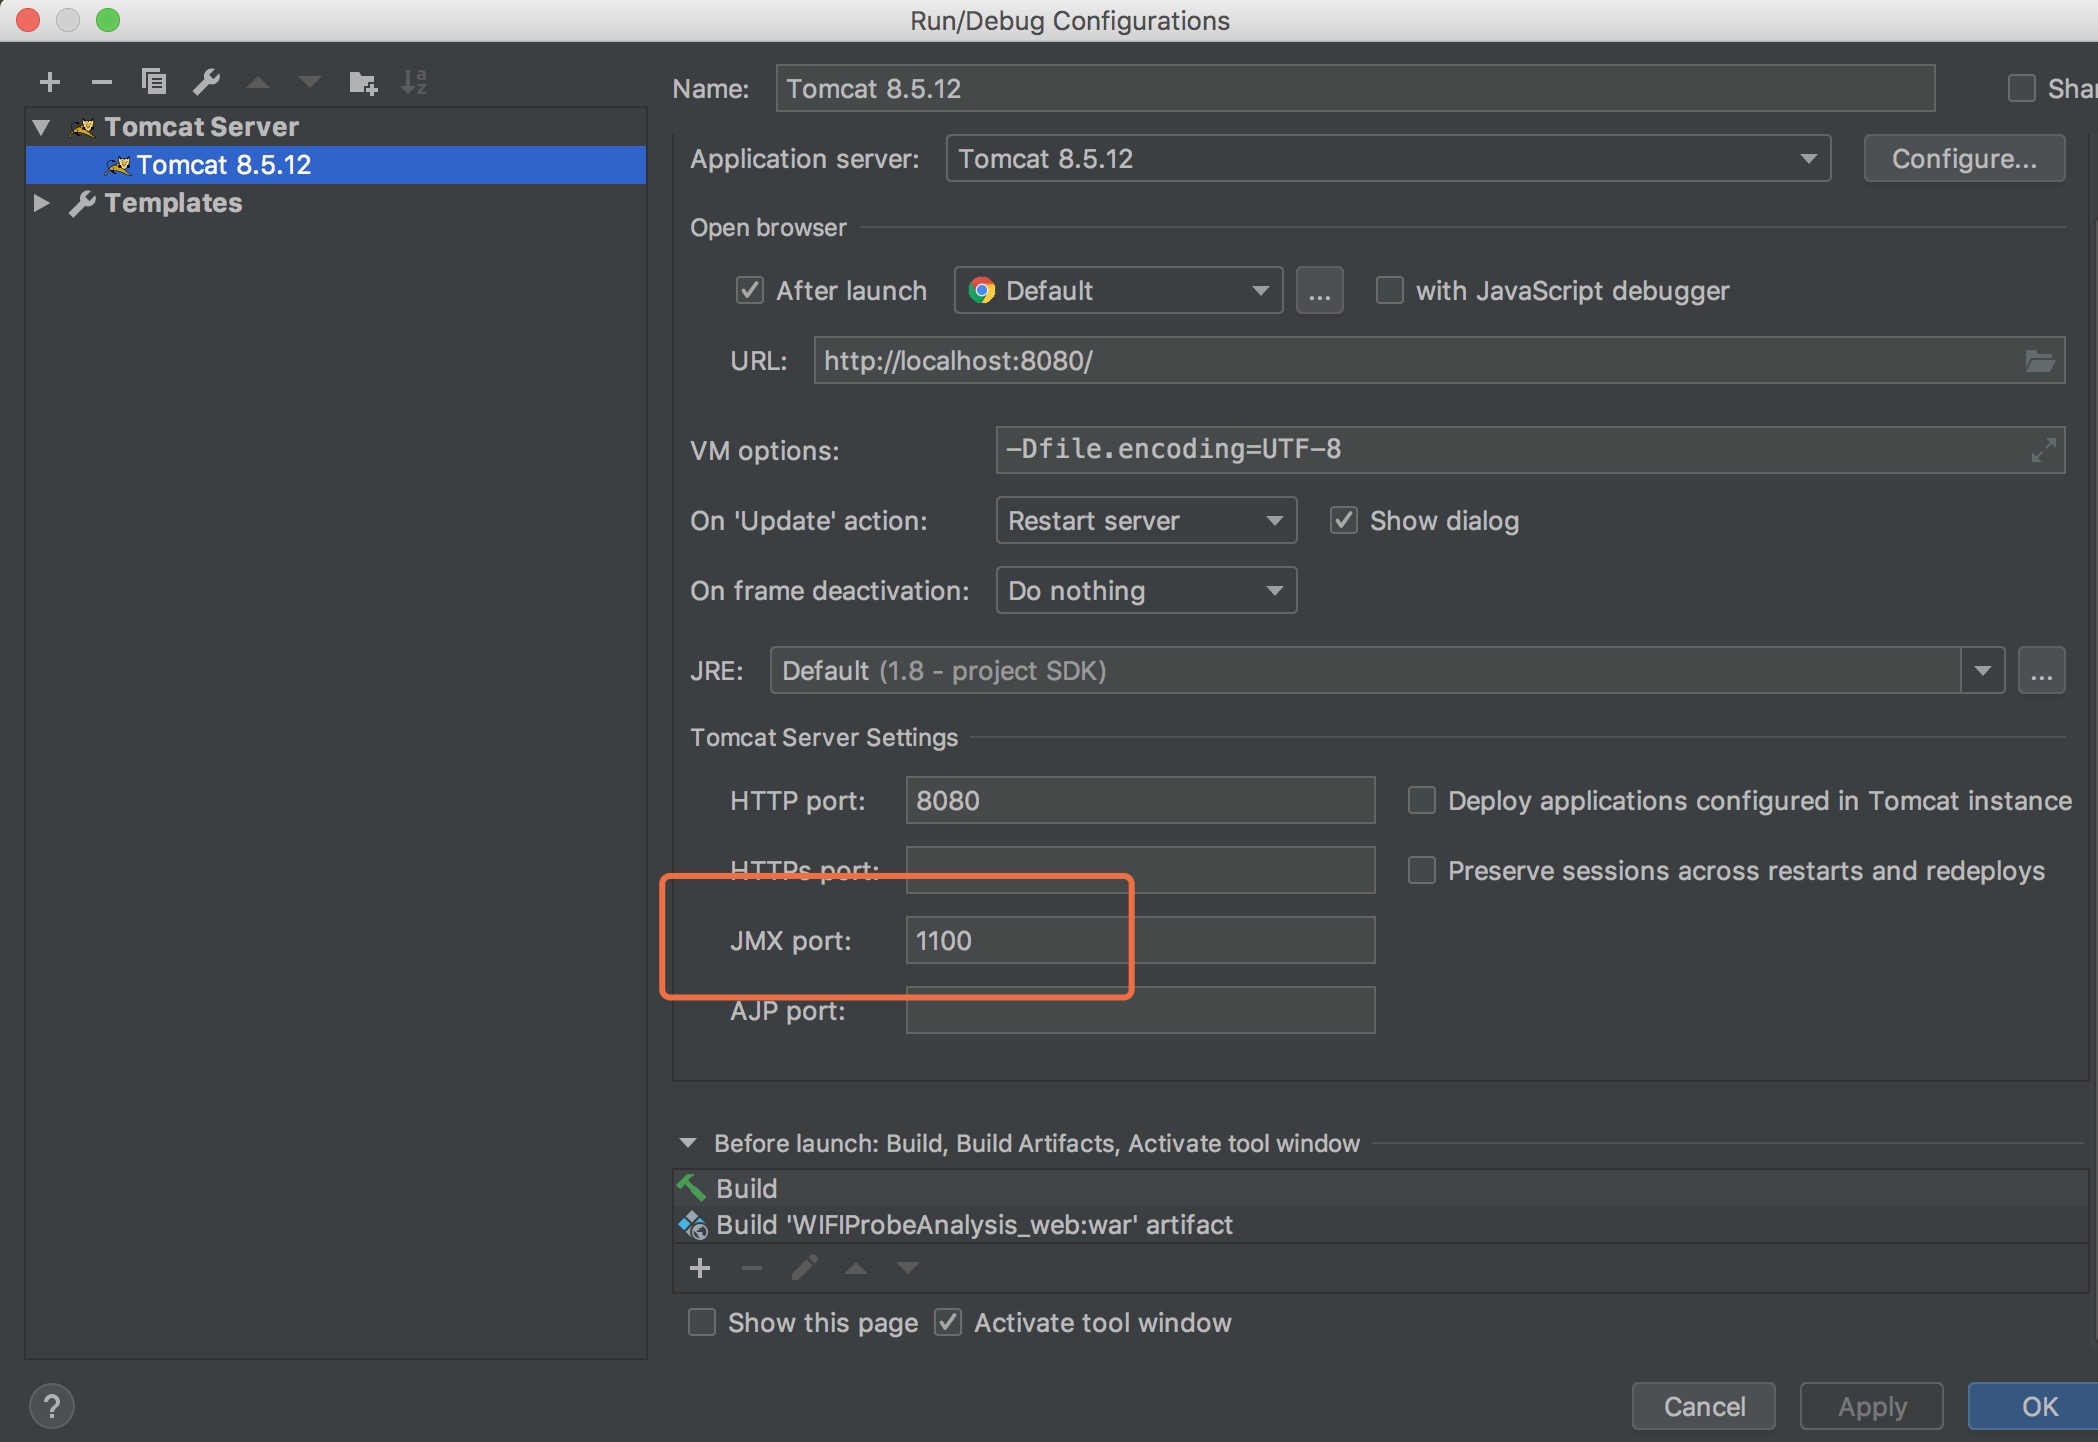 Run/Debug Configurations
Name: Tomcat 8.5.12
Tomcat Server
Tomcat 8.5.12
Templates
Application server: Tomcat 8.5.12 Configure...
Open browser
After launch Default ... with JavaScript debugger
URL: http://localhost:8080/
VM options: -Dfile.encoding=UTF-8
On 'Update' action: Restart server Show dialog
On frame deactivation: Do nothing
JRE: Default (1.8 - project SDK) ...
Tomcat Server Settings
HTTP port: 8080 Deploy applications configured in Tomcat instance
HTTPs port: Preserve sessions across restarts and redeploys
JMX port: 1100
AJP port:
Before launch: Build, Build Artifacts, Activate tool window
Build
Build 'WIFIProbeAnalysis_web:war' artifact
Show this page Activate tool window
? Cancel Apply OK